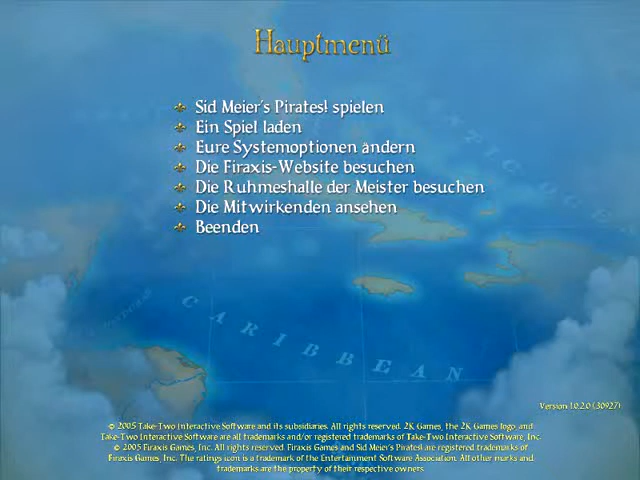 Hauptmenü
Sid Meier's Pirates! spielen
Ein Spiel laden
Eure Systemoptionen ändern
Die Firaxis-Website besuchen
Die Ruhmeshalle der Meister besuchen
Die Mitwirkenden ansehen
Beenden
CARIBBEAN
Version 1.0.2.0 (30927)
© 2005 Take-Two Interactive Software and its subsidiaries. All rights reserved. 2K Games, the 2K Games logo, and
Take-Two Interactive Software are all trademarks and/or registered trademarks of Take-Two Interactive Software, Inc.
© 2005 Firaxis Games, Inc. All rights reserved. Firaxis Games and Sid Meier's Pirates! are registered trademarks of
Firaxis Games, Inc. The ratings icon is a trademark of the Entertainment Software Association. All other marks and
trademarks are the property of their respective owners.